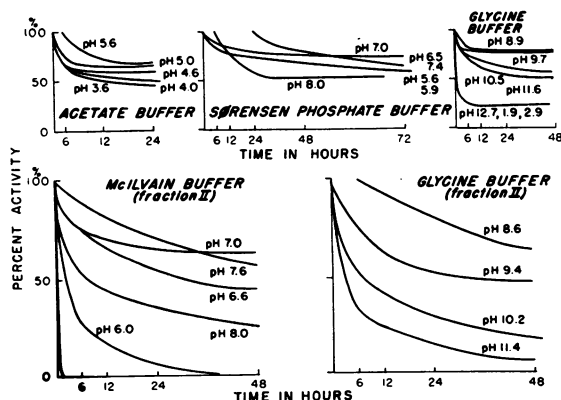 %
100
50
0
pH 5.6
pH 5.0
pH 4.6
pH 4.0
pH 3.6
ACETATE BUFFER
6 12 24
pH 7.0
pH 6.5
7.4
pH 5.6
5.9
pH 8.0
SØRENSEN PHOSPHATE BUFFER
6 12 24 48 72
GLYCINE
BUFFER
pH 8.9
pH 9.7
pH 10.5
pH 11.6
pH 12.7, 1.9, 2.9
6 12 24 48
TIME IN HOURS
PERCENT ACTIVITY
%
100
50
0
McILVAIN BUFFER
(fraction II)
pH 7.0
pH 7.6
pH 6.6
pH 8.0
pH 6.0
6 12 24 48
GLYCINE BUFFER
(fraction II)
pH 8.6
pH 9.4
pH 10.2
pH 11.4
6 12 24 48
TIME IN HOURS